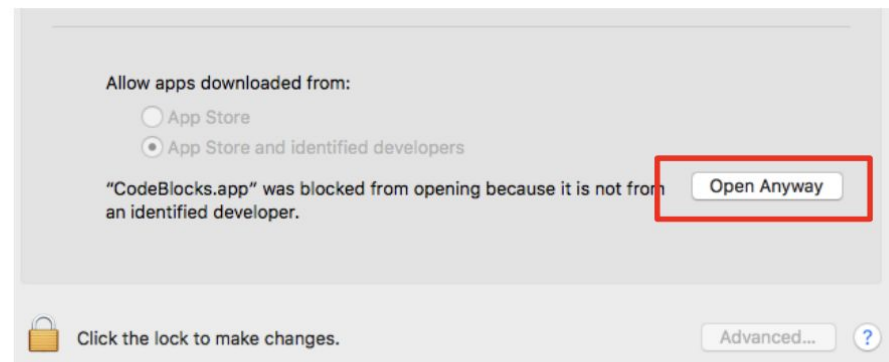 Allow apps downloaded from:
App Store
App Store and identified developers
“CodeBlocks.app” was blocked from opening because it is not from
an identified developer.
Open Anyway
Click the lock to make changes.
Advanced...
?